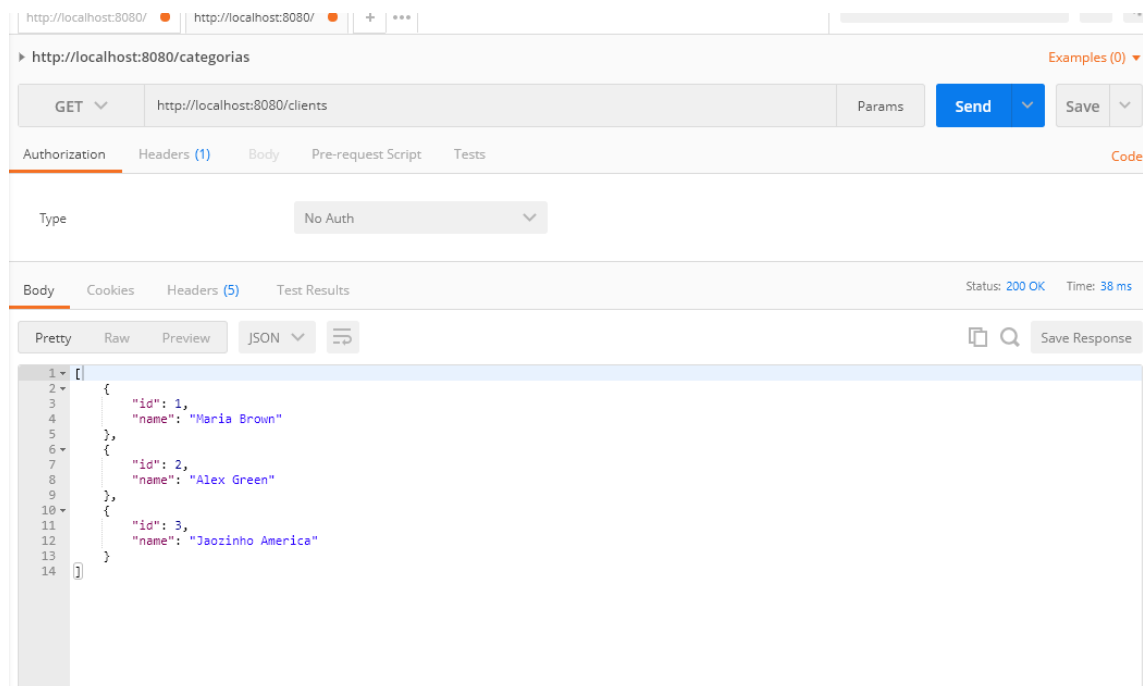 http://localhost:8080/ http://localhost:8080/ + •••
http://localhost:8080/categorias Examples (0)
GET http://localhost:8080/clients Params Send Save
Authorization Headers (1) Body Pre-request Script Tests Code
Type No Auth
Body Cookies Headers (5) Test Results Status: 200 OK Time: 38 ms
Pretty Raw Preview JSON Save Response
1 [
2 {
3 "id": 1,
4 "name": "Maria Brown"
5 },
6 {
7 "id": 2,
8 "name": "Alex Green"
9 },
10 {
11 "id": 3,
12 "name": "Jaozinho America"
13 }
14 ]